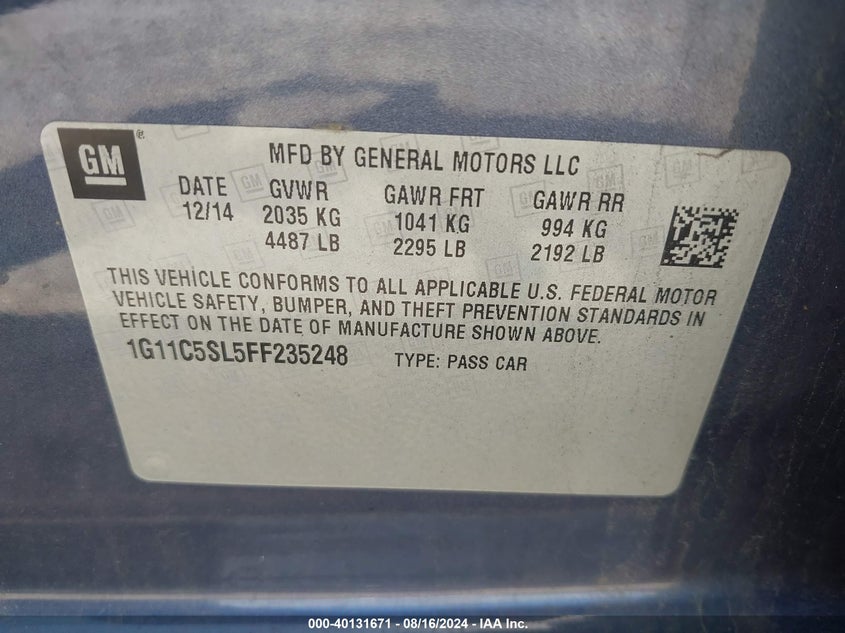 GM®
MFD BY GENERAL MOTORS LLC
DATE GVWR GAWR FRT GAWR RR
12/14 2035 KG 1041 KG 994 KG
4487 LB 2295 LB 2192 LB
THIS VEHICLE CONFORMS TO ALL APPLICABLE U.S. FEDERAL MOTOR
VEHICLE SAFETY, BUMPER, AND THEFT PREVENTION STANDARDS IN
EFFECT ON THE DATE OF MANUFACTURE SHOWN ABOVE.
1G11C5SL5FF235248 TYPE: PASS CAR
000-40131671 - 08/16/2024 - IAA Inc.